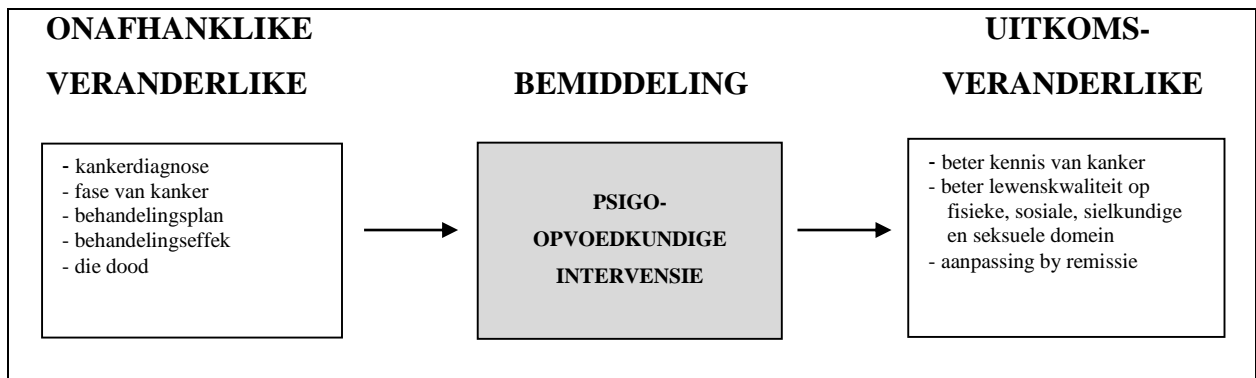 ONAFHANKLIKE
VERANDERLIKE
- kankerdiagnose
- fase van kanker
- behandelingsplan
- behandelingseffek
- die dood
BEMIDDELING
PSIGO-
OPVOEDKUNDIGE
INTERVENSIE
UITKOMS-
VERANDERLIKE
- beter kennis van kanker
- beter lewenskwaliteit op
fisieke, sosiale, sielkundige
en seksuele domein
- aanpassing by remissie